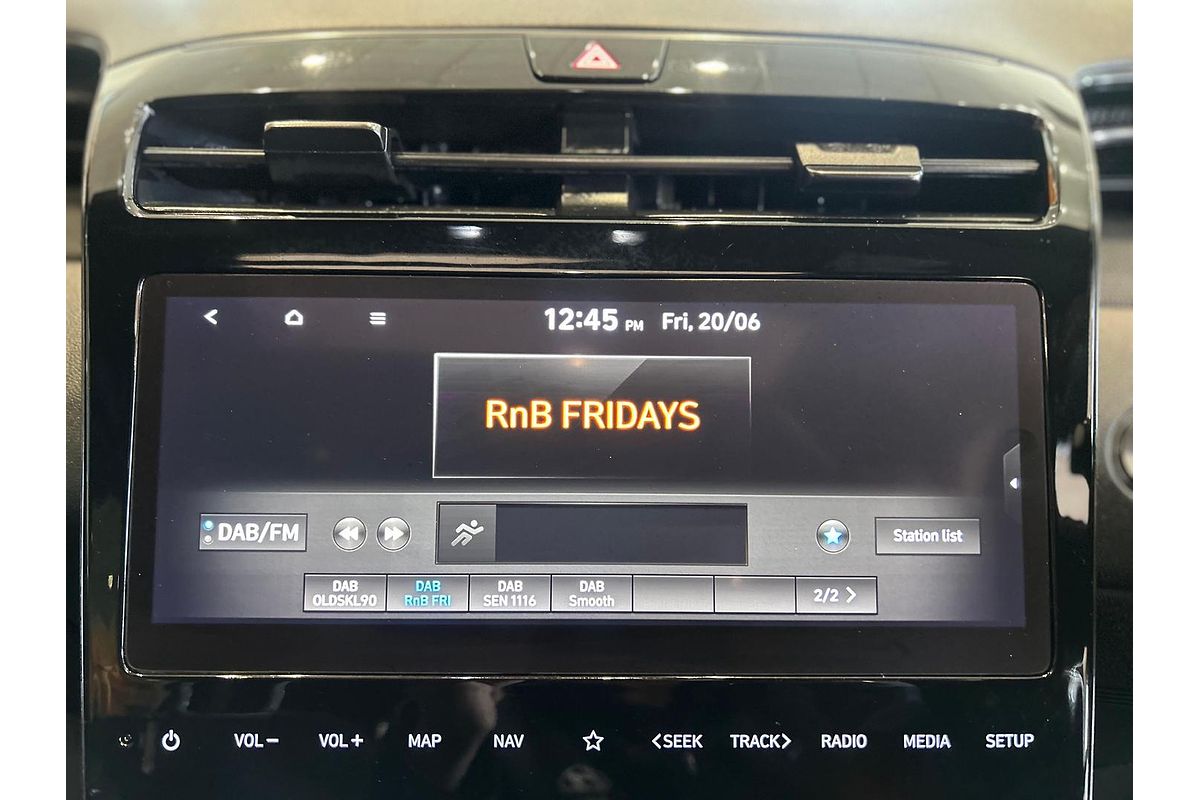 12:45 PM Fri, 20/06
RnB FRIDAYS
DAB/FM
Station list
DAB
OLDSKL90
DAB
RnB FRI
DAB
SEN 1116
DAB
Smooth
2/2 >
VOL− VOL+ MAP NAV <SEEK TRACK> RADIO MEDIA SETUP